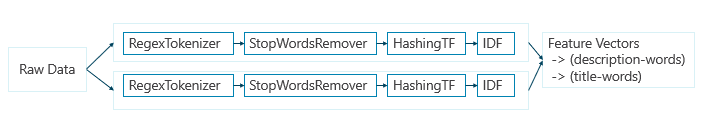 Raw Data
RegexTokenizer StopWordsRemover HashingTF IDF
RegexTokenizer StopWordsRemover HashingTF IDF
Feature Vectors
-> (description-words)
-> (title-words)